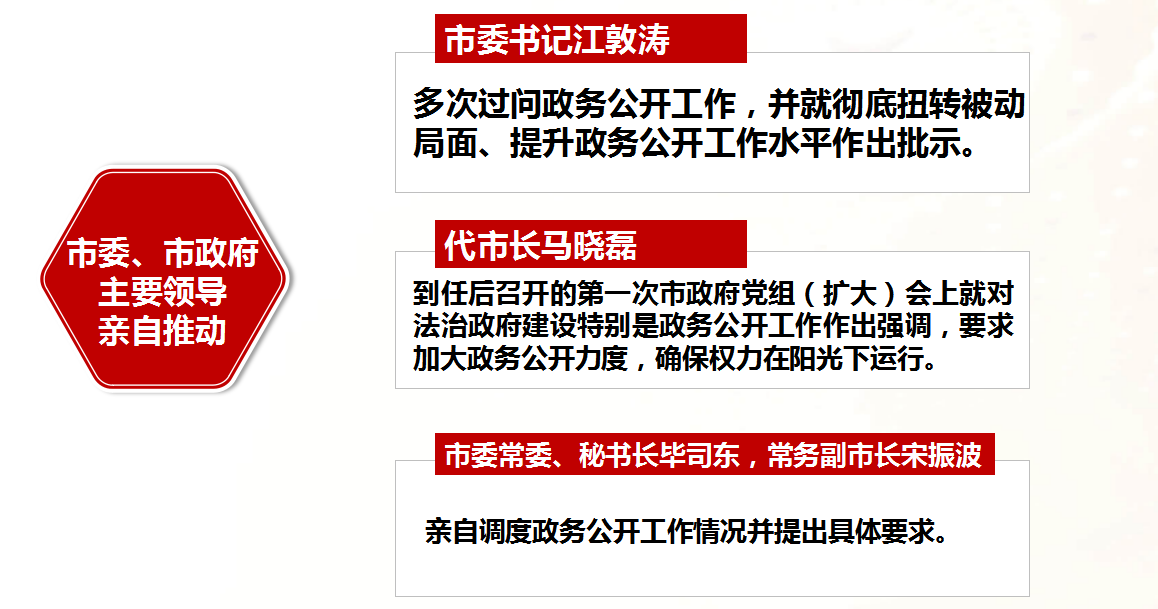 市委、市政府
主要领导
亲自推动
市委书记江敦涛
多次过问政务公开工作，并就彻底扭转被动
局面、提升政务公开工作水平作出批示。
代市长马晓磊
到任后召开的第一次市政府党组（扩大）会上就对
法治政府建设特别是政务公开工作作出强调，要求
加大政务公开力度，确保权力在阳光下运行。
市委常委、秘书长毕司东，常务副市长宋振波
亲自调度政务公开工作情况并提出具体要求。